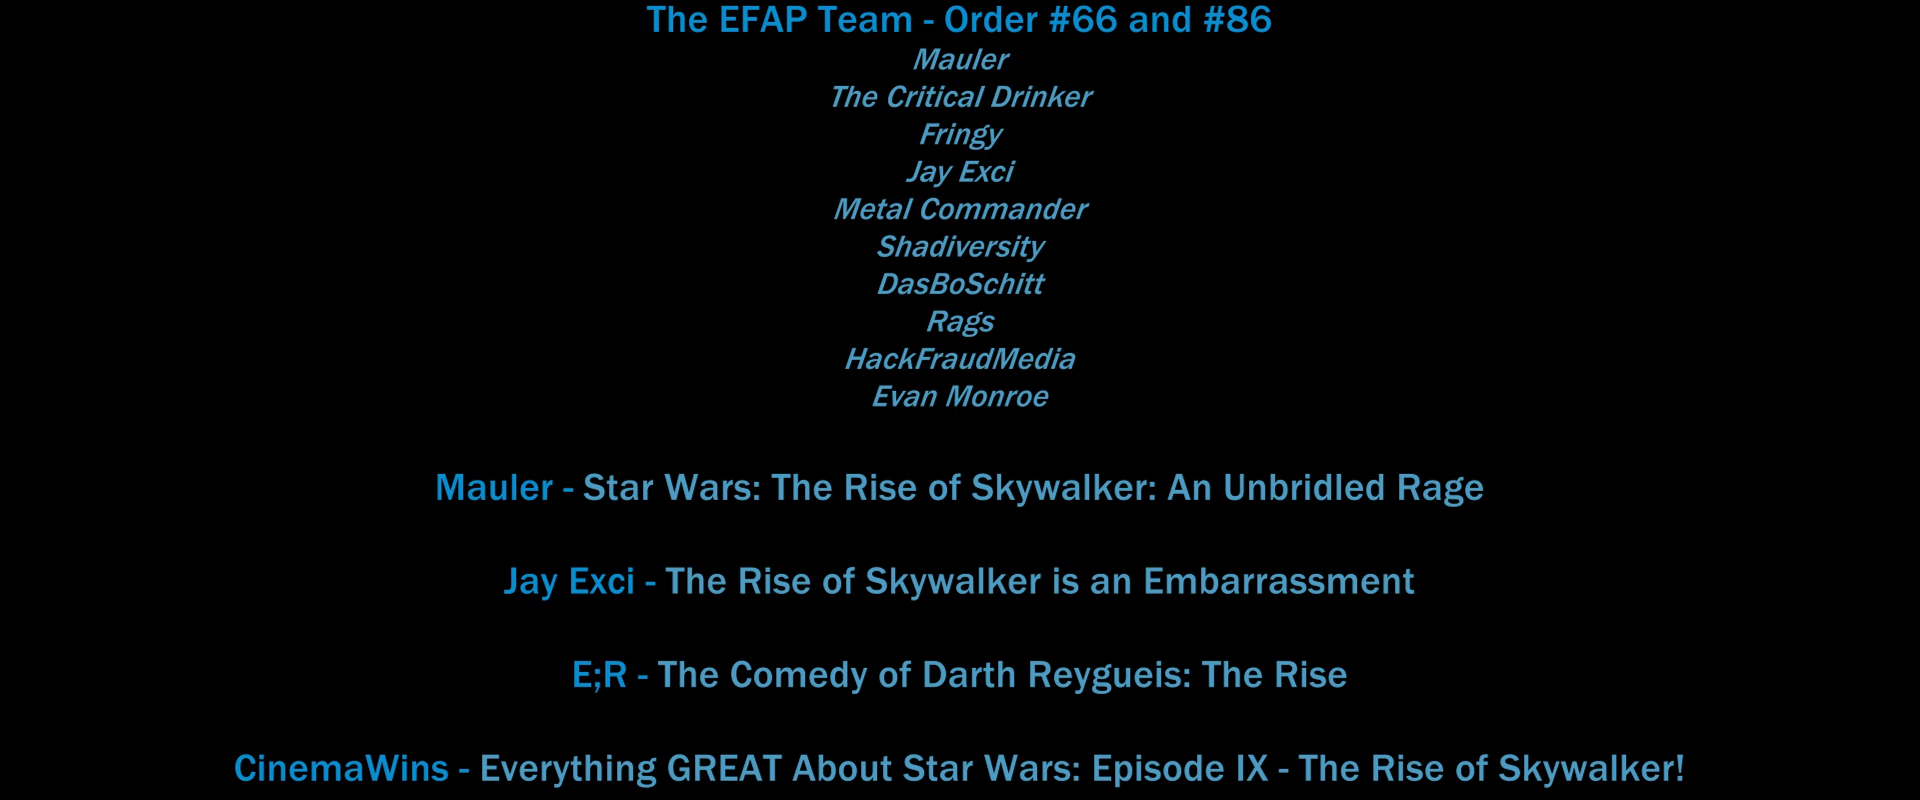 The EFAP Team - Order #66 and #86
Mauler
The Critical Drinker
Fringy
Jay Exci
Metal Commander
Shadiversity
DasBoSchitt
Rags
HackFraudMedia
Evan Monroe
Mauler - Star Wars: The Rise of Skywalker: An Unbridled Rage
Jay Exci - The Rise of Skywalker is an Embarrassment
E;R - The Comedy of Darth Reygueis: The Rise
CinemaWins - Everything GREAT About Star Wars: Episode IX - The Rise of Skywalker!